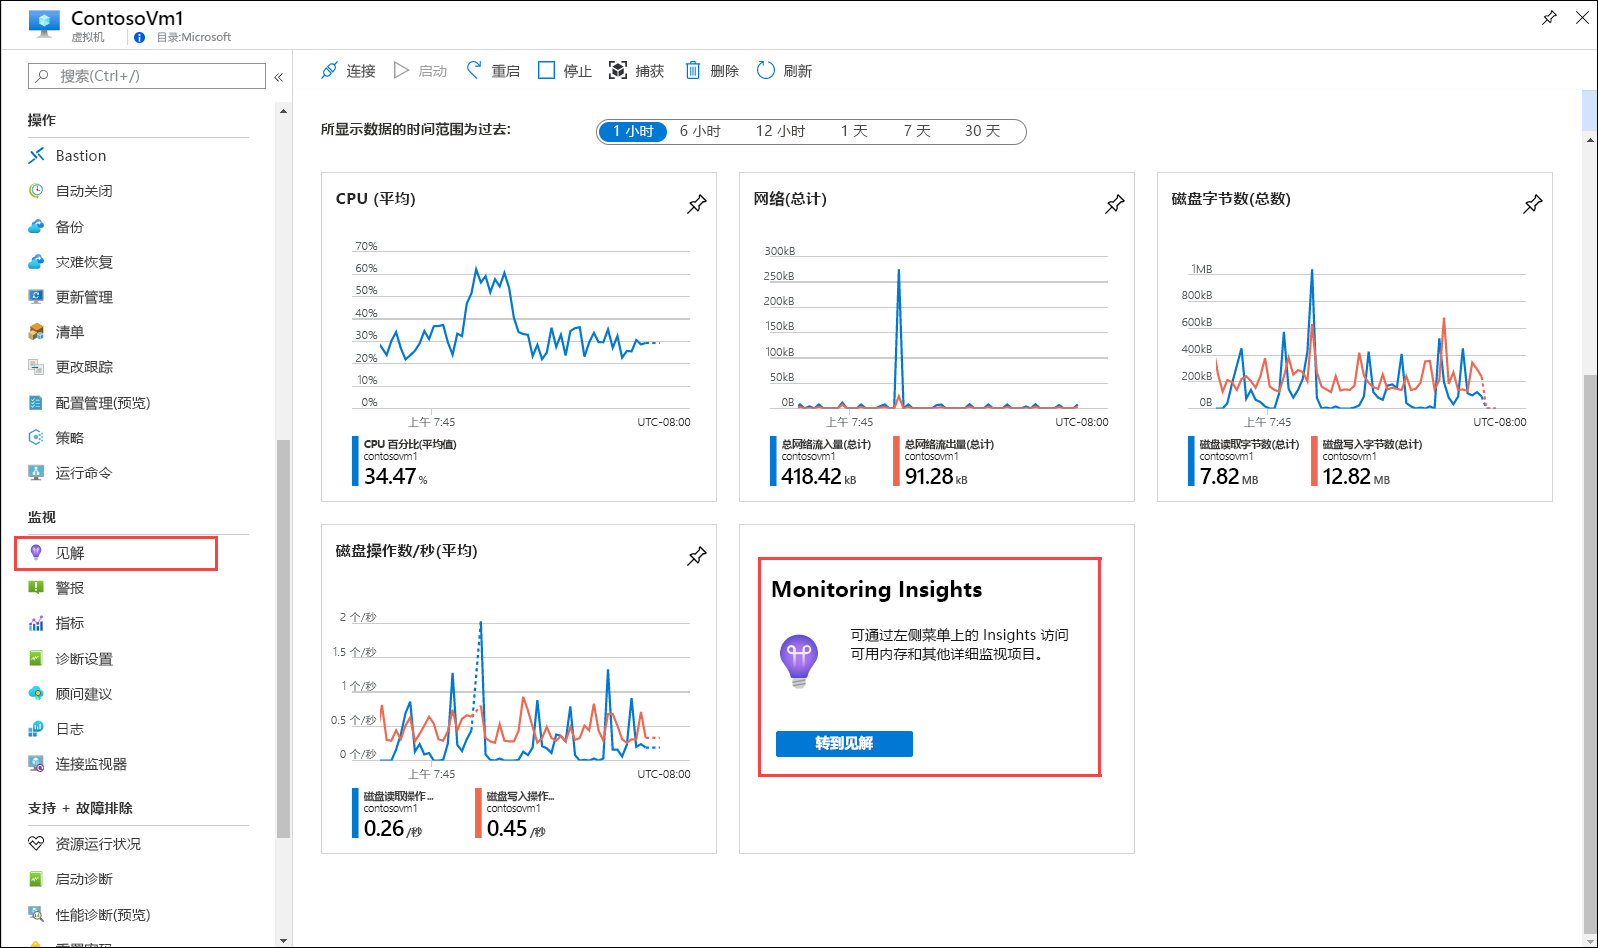 ContosoVm1
虚拟机
目录:Microsoft
搜索(Ctrl+/)
操作
Bastion
自动关闭
备份
灾难恢复
更新管理
清单
更改跟踪
配置管理(预览)
策略
运行命令
监视
见解
警报
指标
诊断设置
顾问建议
日志
连接监视器
支持 + 故障排除
资源运行状况
启动诊断
性能诊断(预览)
重置密码
连接 启动 重启 停止 捕获 删除 刷新
所显示数据的时间范围为过去:
1 小时 6 小时 12 小时 1 天 7 天 30 天
CPU (平均)
70%
60%
50%
40%
30%
20%
10%
0%
上午 7:45 UTC-08:00
CPU 百分比(平均值)
contosovm1
34.47 %
网络(总计)
300kB
250kB
200kB
150kB
100kB
50kB
0B
上午 7:45 UTC-08:00
总网络流入量(总计)
contosovm1
418.42 kB
总网络流出量(总计)
contosovm1
91.28 kB
磁盘字节数(总数)
1MB
800kB
600kB
400kB
200kB
0B
上午 7:45 UTC-08:00
磁盘读取字节数(总计)
contosovm1
7.82 MB
磁盘写入字节数(总计)
contosovm1
12.82 MB
磁盘操作数/秒(平均)
2 个/秒
1.5 个/秒
1 个/秒
0.5 个/秒
0 个/秒
上午 7:45 UTC-08:00
磁盘读取操作...
contosovm1
0.26 /秒
磁盘写入操作...
contosovm1
0.45 /秒
Monitoring Insights
可通过左侧菜单上的 Insights 访问
可用内存和其他详细监视项目。
转到见解